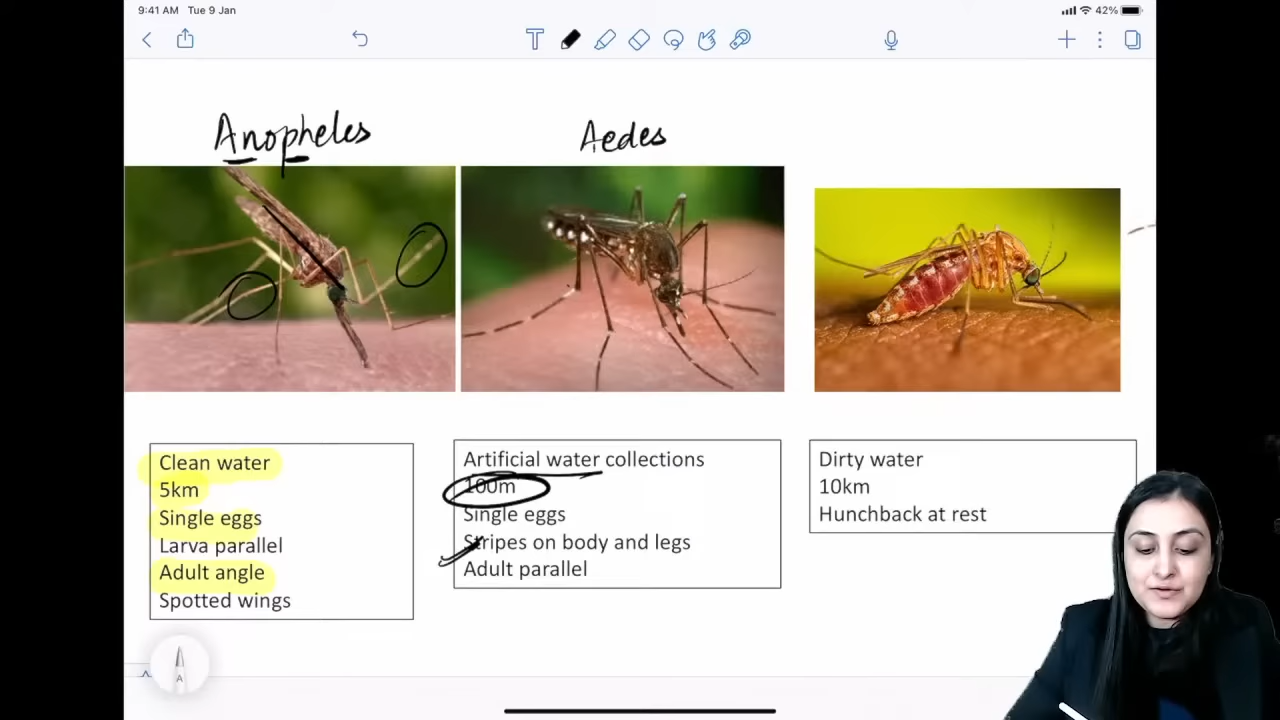 9:41 AM Tue 9 Jan
42%
T
Anopheles
Aedes
Clean water
5km
Single eggs
Larva parallel
Adult angle
Spotted wings
Artificial water collections
100m
Single eggs
Stripes on body and legs
Adult parallel
Dirty water
10km
Hunchback at rest
A